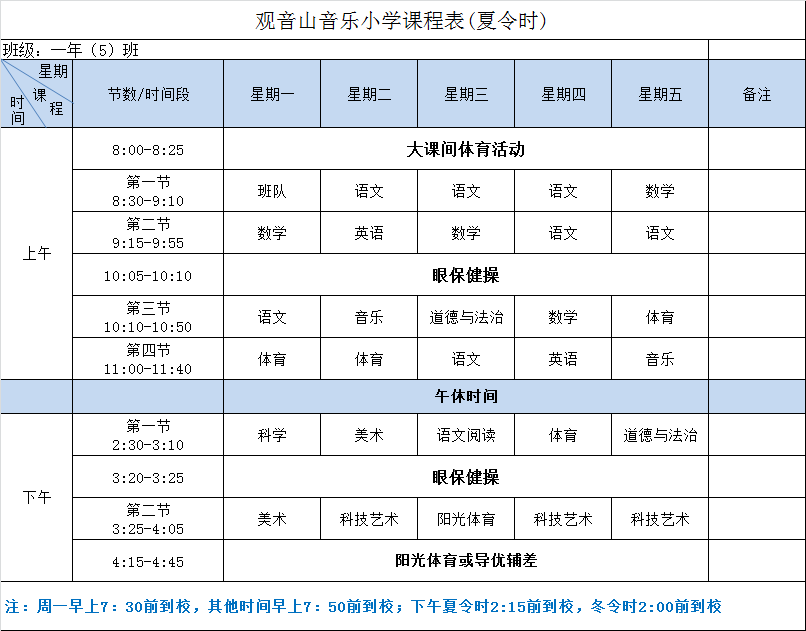 观音山音乐小学课程表(夏令时)
班级：一年（5）班
星期
课程
时间
节数/时间段 星期一 星期二 星期三 星期四 星期五 备注
上午
8:00-8:25 大课间体育活动
第一节
8:30-9:10 班队 语文 语文 语文 数学
第二节
9:15-9:55 数学 英语 数学 语文 语文
10:05-10:10 眼保健操
第三节
10:10-10:50 语文 音乐 道德与法治 数学 体育
第四节
11:00-11:40 体育 体育 语文 英语 音乐
午休时间
下午
第一节
2:30-3:10 科学 美术 语文阅读 体育 道德与法治
3:20-3:25 眼保健操
第二节
3:25-4:05 美术 科技艺术 阳光体育 科技艺术 科技艺术
4:15-4:45 阳光体育或导优辅差
注：周一早上7：30前到校，其他时间早上7：50前到校；下午夏令时2:15前到校，冬令时2:00前到校